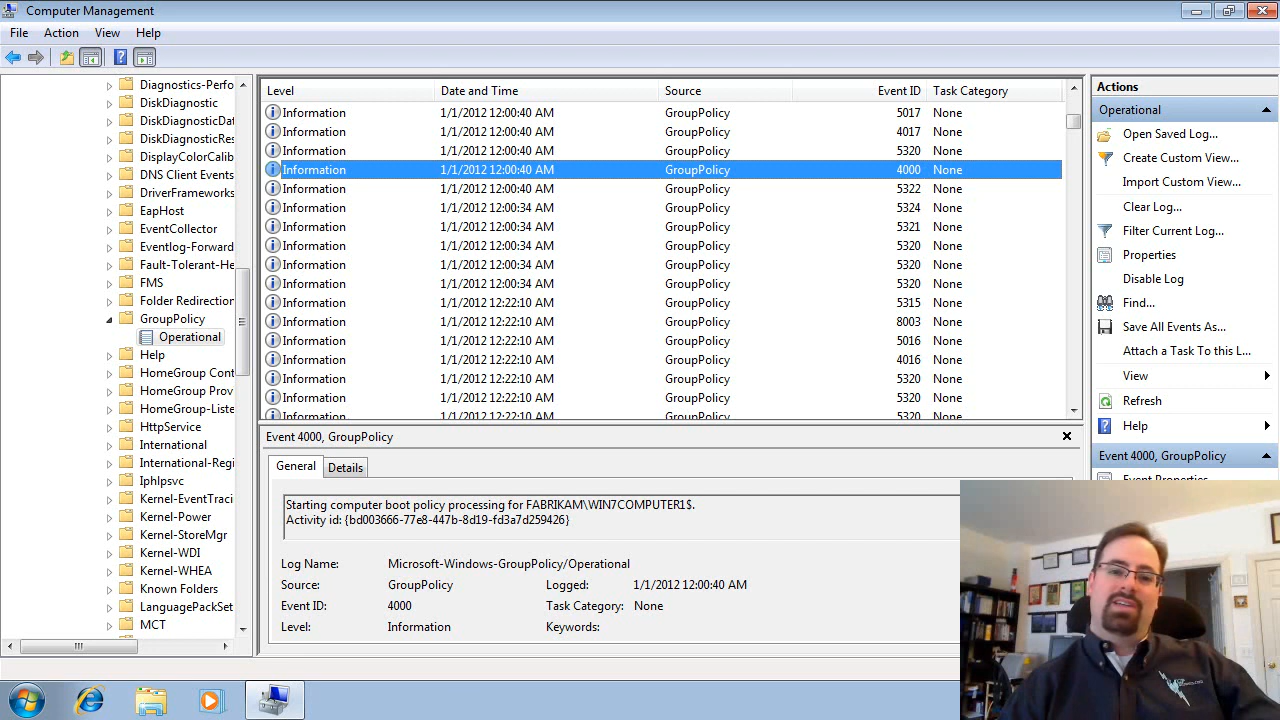 Computer Management
File Action View Help
Diagnostics-Perfo
DiskDiagnostic
DiskDiagnosticDat
DiskDiagnosticRes
DisplayColorCalib
DNS Client Events
DriverFrameworks
EapHost
EventCollector
Eventlog-Forward
Fault-Tolerant-He
FMS
Folder Redirection
GroupPolicy
Operational
Help
HomeGroup Cont
HomeGroup Prov
HomeGroup-Liste
HttpService
International
International-Regi
Iphlpsvc
Kernel-EventTraci
Kernel-Power
Kernel-StoreMgr
Kernel-WDI
Kernel-WHEA
Known Folders
LanguagePackSet
MCT
Level Date and Time Source Event ID Task Category
Information 1/1/2012 12:00:40 AM GroupPolicy 5017 None
Information 1/1/2012 12:00:40 AM GroupPolicy 4017 None
Information 1/1/2012 12:00:40 AM GroupPolicy 5320 None
Information 1/1/2012 12:00:40 AM GroupPolicy 4000 None
Information 1/1/2012 12:00:40 AM GroupPolicy 5322 None
Information 1/1/2012 12:00:34 AM GroupPolicy 5324 None
Information 1/1/2012 12:00:34 AM GroupPolicy 5321 None
Information 1/1/2012 12:00:34 AM GroupPolicy 5320 None
Information 1/1/2012 12:00:34 AM GroupPolicy 5320 None
Information 1/1/2012 12:00:34 AM GroupPolicy 5320 None
Information 1/1/2012 12:22:10 AM GroupPolicy 5315 None
Information 1/1/2012 12:22:10 AM GroupPolicy 8003 None
Information 1/1/2012 12:22:10 AM GroupPolicy 5016 None
Information 1/1/2012 12:22:10 AM GroupPolicy 4016 None
Information 1/1/2012 12:22:10 AM GroupPolicy 5320 None
Information 1/1/2012 12:22:10 AM GroupPolicy 5320 None
Information 1/1/2012 12:22:10 AM GroupPolicy 5320 None
Event 4000, GroupPolicy
General Details
Starting computer boot policy processing for FABRIKAM\WIN7COMPUTER1$.
Activity id: {bd003666-77e8-447b-8d19-fd3a7d259426}
Log Name: Microsoft-Windows-GroupPolicy/Operational
Source: GroupPolicy Logged: 1/1/2012 12:00:40 AM
Event ID: 4000 Task Category: None
Level: Information Keywords:
Actions
Operational
Open Saved Log...
Create Custom View...
Import Custom View...
Clear Log...
Filter Current Log...
Properties
Disable Log
Find...
Save All Events As...
Attach a Task To this L...
View
Refresh
Help
Event 4000, GroupPolicy
Event Properties